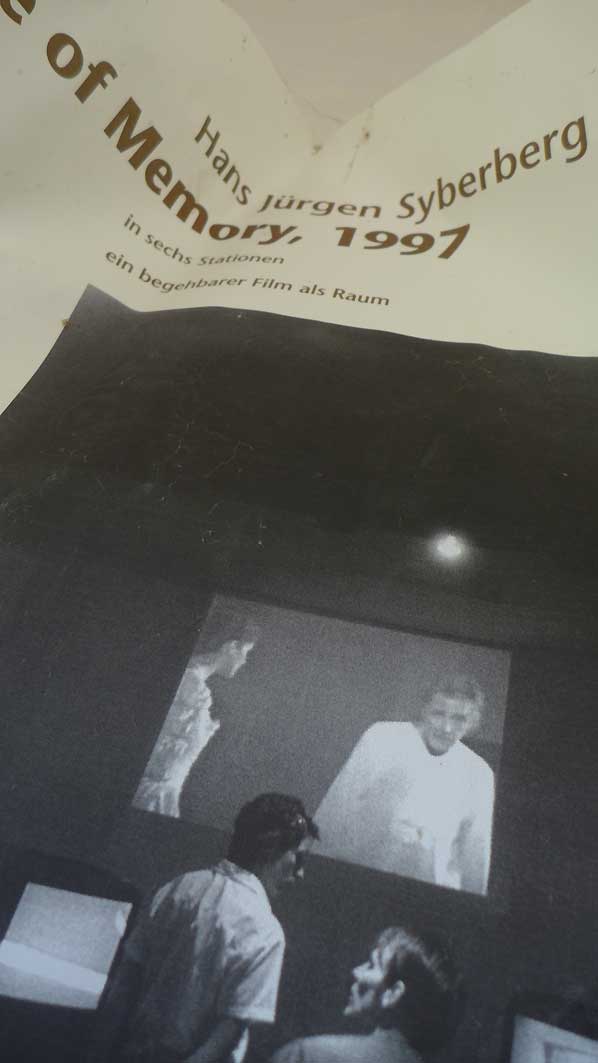 of Memory, 1997
Hans Jürgen Syberberg
in sechs Stationen
ein begehbarer Film als Raum